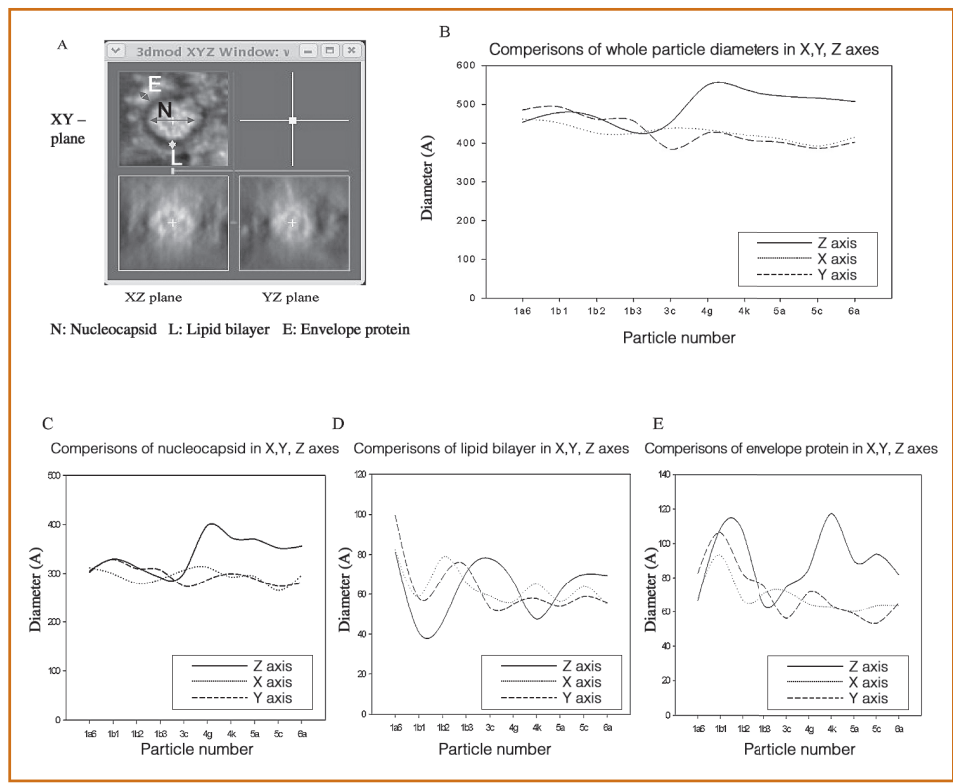 A
3dmod XYZ Window: v
E
N
L
XY –
plane
XZ plane
YZ plane
N: Nucleocapsid L: Lipid bilayer E: Envelope protein
B
Comperisons of whole particle diameters in X,Y, Z axes
Diameter (A)
600
500
400
300
200
100
0
Z axis
X axis
Y axis
1a6 1b1 1b2 1b3 3c 4g 4k 5a 5c 6a
Particle number
C
Comperisons of nucleocapsid in X,Y, Z axes
Diameter (A)
500
400
300
200
100
0
Z axis
X axis
Y axis
1a6 1b1 1b2 1b3 3c 4g 4k 5a 5c 6a
Particle number
D
Comperisons of lipid bilayer in X,Y, Z axes
Diameter (A)
120
100
80
60
40
20
0
Z axis
X axis
Y axis
1a6 1b1 1b2 1b3 3c 4g 4k 5a 5c 6a
Particle number
E
Comperisons of envelope protein in X,Y, Z axes
Diameter (A)
140
120
100
80
60
40
20
0
Z axis
X axis
Y axis
1a6 1b1 1b2 1b3 3c 4g 4k 5a 5c 6a
Particle number